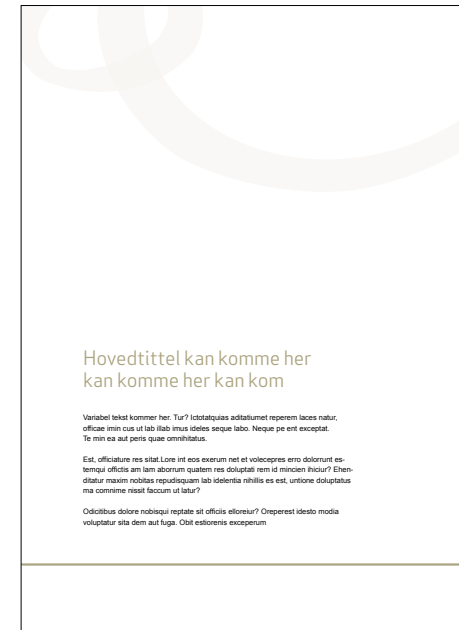 Hovedtittel kan komme her
kan komme her kan kom
Variabel tekst kommer her. Tur? Ictotatquias aditatiumet reperem laces natur,
officae imin cus ut lab illab imus ideles seque labo. Neque pe ent exceptat.
Te min ea aut peris quae omnihitatus.
Est, officiature res sitat.Lore int eos exerum net et volecepres erro dolorrunt es-
temqui offictis am lam aborrum quatem res doluptati rem id mincien ihiciur? Ehen-
ditatur maxim nobitas repudisquam lab identia nihillis es est, untione doluptatus
ma comnime nissit faccum ut latur?
Odicitibus dolore nobisqui reptate sit officiis elloreiur? Oreperest idesto modia
voluptatur sita dem aut fuga. Obit estiorenis exceperum